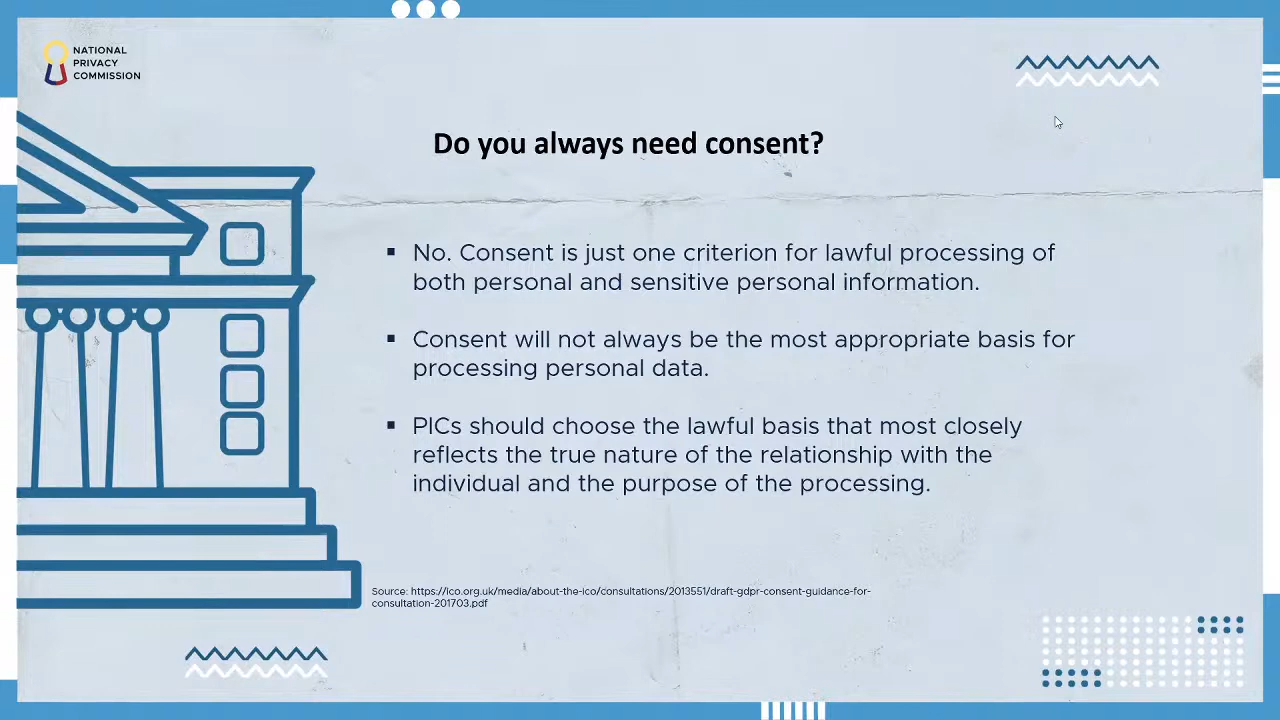 NATIONAL
PRIVACY
COMMISSION
Do you always need consent?
▪ No. Consent is just one criterion for lawful processing of
both personal and sensitive personal information.
▪ Consent will not always be the most appropriate basis for
processing personal data.
▪ PICs should choose the lawful basis that most closely
reflects the true nature of the relationship with the
individual and the purpose of the processing.
Source: https://ico.org.uk/media/about-the-ico/consultations/2013551/draft-gdpr-consent-guidance-for-
consultation-201703.pdf